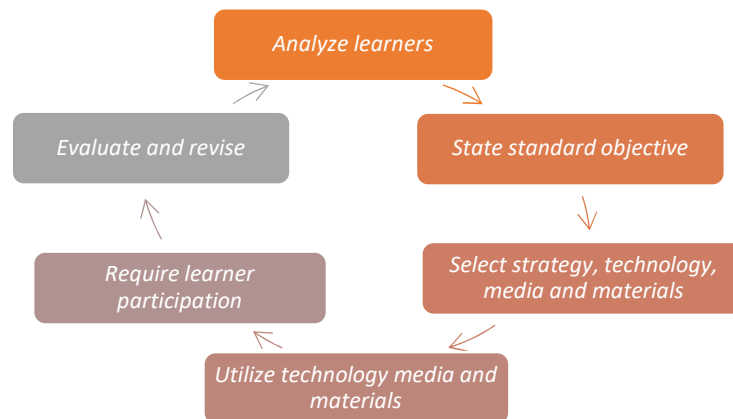 Analyze learners
State standard objective
Select strategy, technology,
media and materials
Utilize technology media and
materials
Require learner
participation
Evaluate and revise